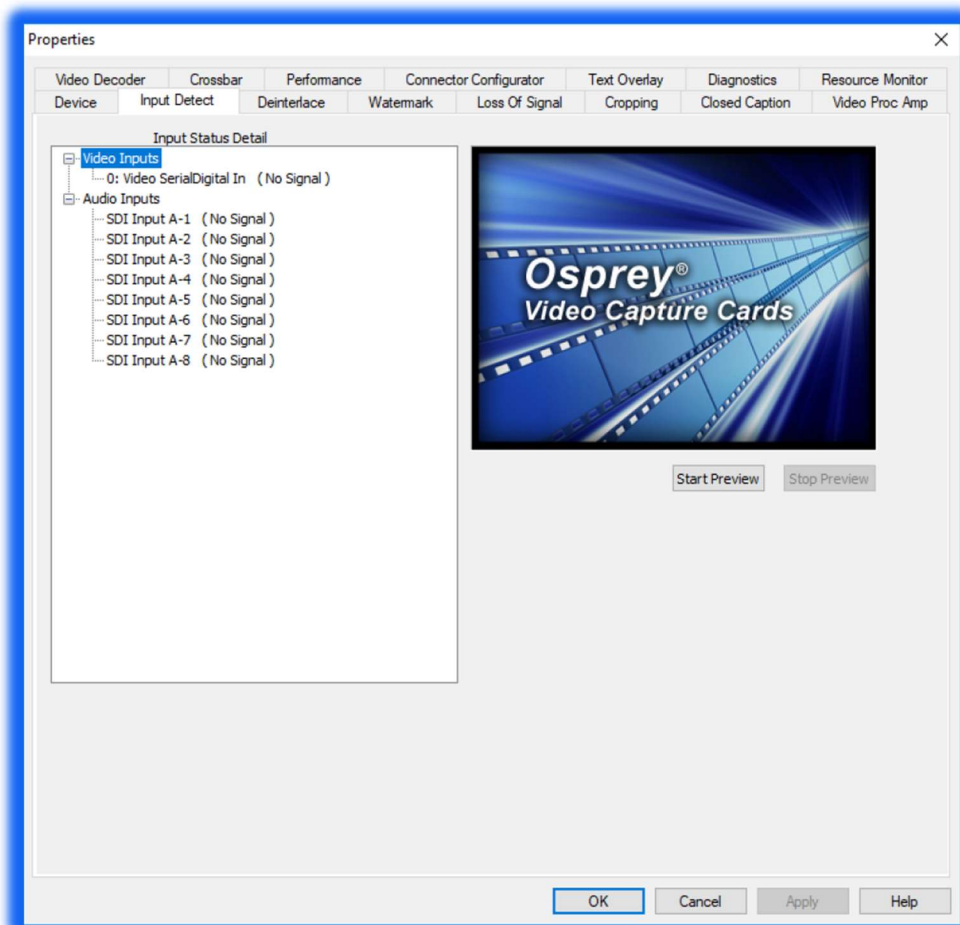 Properties
Video Decoder Crossbar Performance Connector Configurator Text Overlay Diagnostics Resource Monitor
Device Input Detect Deinterlace Watermark Loss Of Signal Cropping Closed Caption Video Proc Amp
Input Status Detail
Video Inputs
0: Video SerialDigital In (No Signal)
Audio Inputs
SDI Input A-1 (No Signal)
SDI Input A-2 (No Signal)
SDI Input A-3 (No Signal)
SDI Input A-4 (No Signal)
SDI Input A-5 (No Signal)
SDI Input A-6 (No Signal)
SDI Input A-7 (No Signal)
SDI Input A-8 (No Signal)
Osprey®
Video Capture Cards
Start Preview Stop Preview
OK Cancel Apply Help